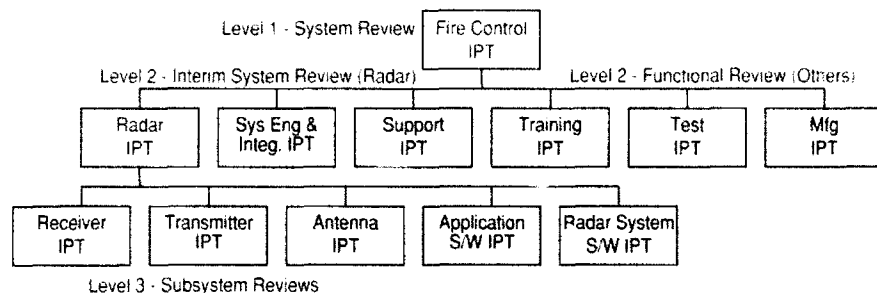 Level 1 - System Review
Fire Control
IPT
Level 2 - Interim System Review (Radar)
Level 2 - Functional Review (Others)
Radar
IPT
Sys Eng &
Integ. IPT
Support
IPT
Training
IPT
Test
IPT
Mfg
IPT
Receiver
IPT
Transmitter
IPT
Antenna
IPT
Application
S/W IPT
Radar System
S/W IPT
Level 3 - Subsystem Reviews